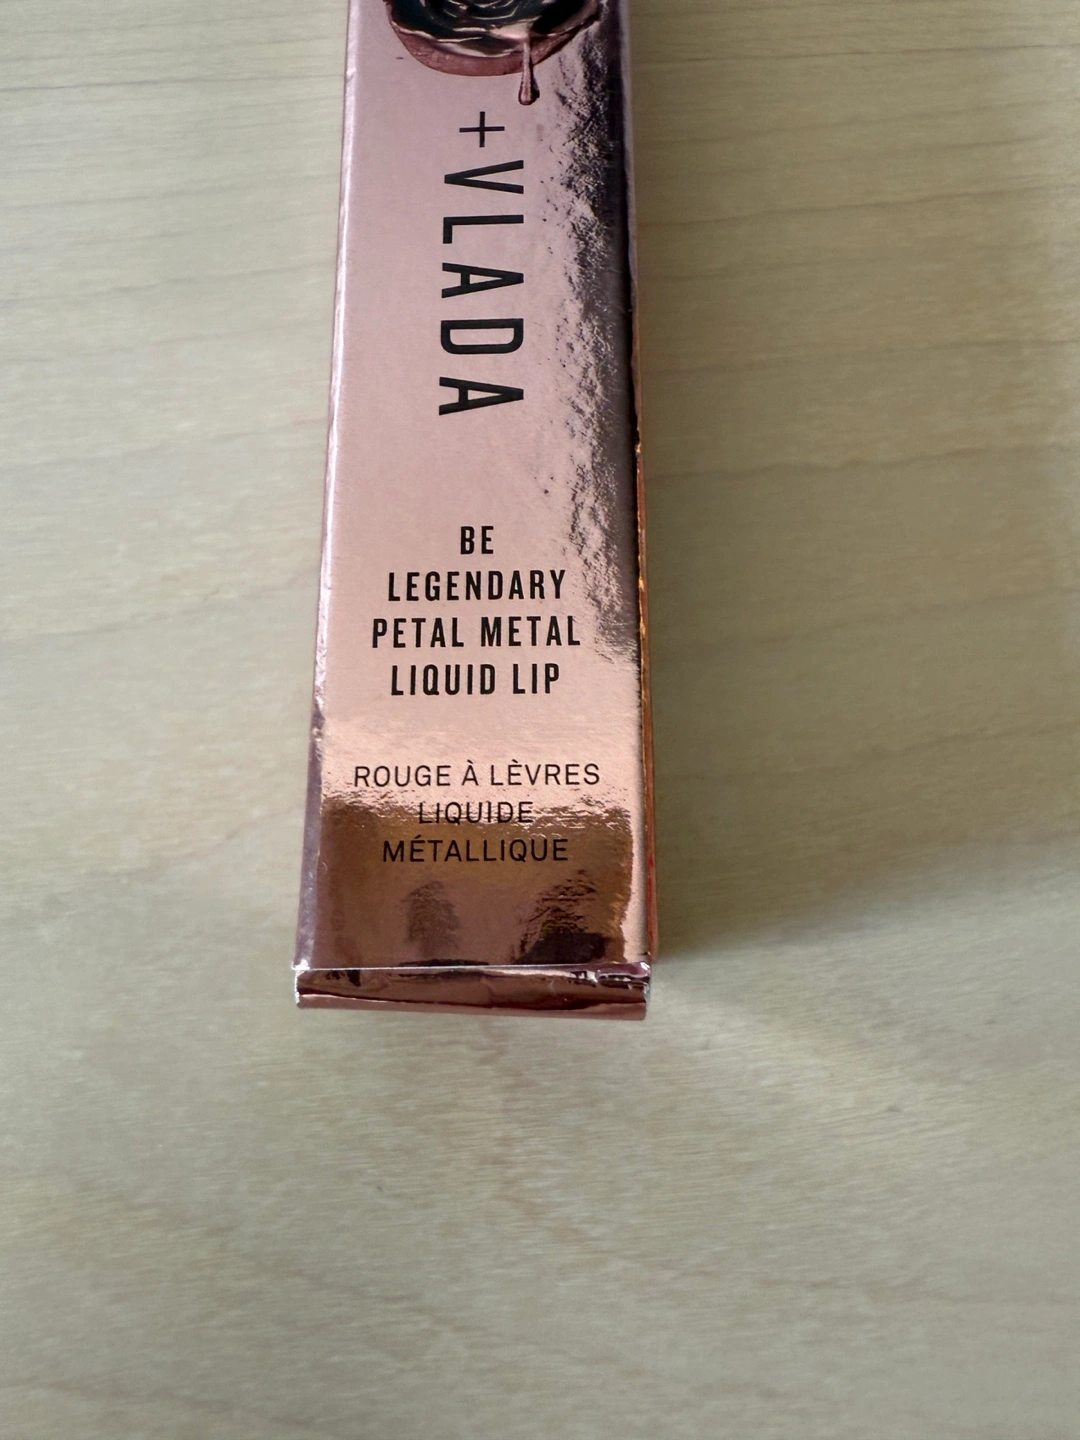 +VLADA
BE
LEGENDARY
PETAL METAL
LIQUID LIP
ROUGE À LÈVRES
LIQUIDE
MÉTALLIQUE